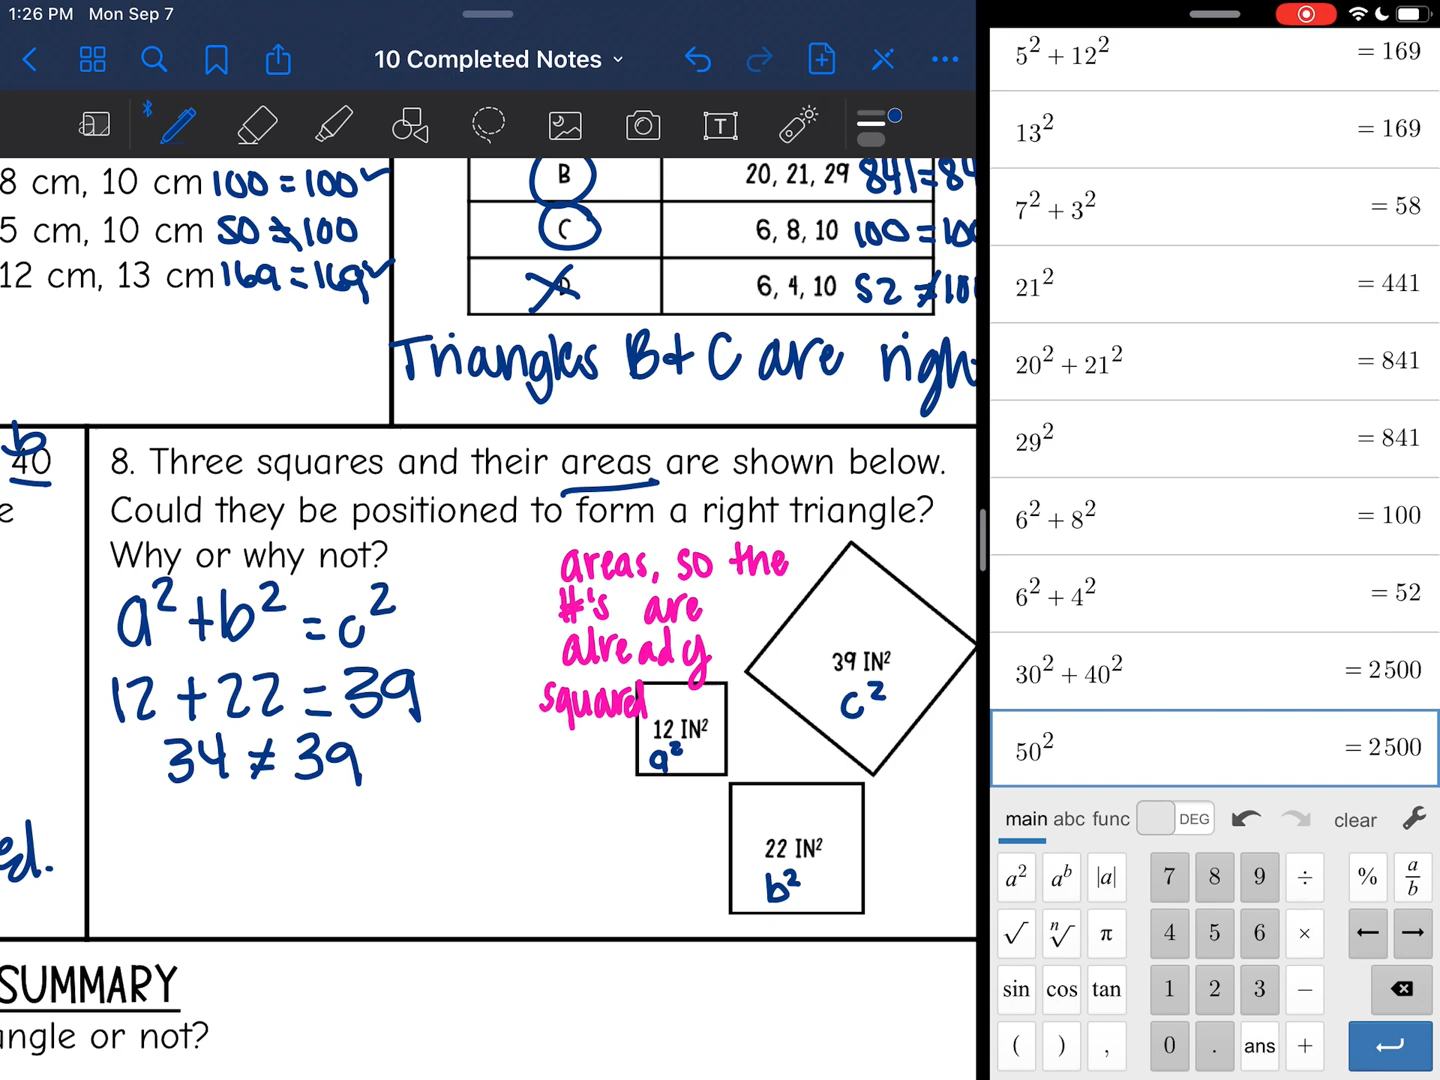 1:26 PM Mon Sep 7
10 Completed Notes
8 cm, 10 cm 100 = 100 ✓
5 cm, 10 cm 50 ≠ 100
12 cm, 13 cm 169 = 169 ✓
B 20, 21, 29 841 = 84
C 6, 8, 10 100 = 100
6, 4, 10 52 ≠ 10
Triangles B + C are righ
b
40
e
ed.
8. Three squares and their areas are shown below.
Could they be positioned to form a right triangle?
Why or why not?
a² + b² = c²
12 + 22 = 39
34 ≠ 39
areas, so the
#'s are
already
squared
39 IN²
c²
12 IN²
a²
22 IN²
b²
SUMMARY
angle or not?
5² + 12² = 169
13² = 169
7² + 3² = 58
21² = 441
20² + 21² = 841
29² = 841
6² + 8² = 100
6² + 4² = 52
30² + 40² = 2500
50² = 2500
main abc func DEG clear
a² aᵇ |a| 7 8 9 ÷ % a/b
√ ⁿ√ π 4 5 6 × ← →
sin cos tan 1 2 3 −
( ) , 0 . ans +